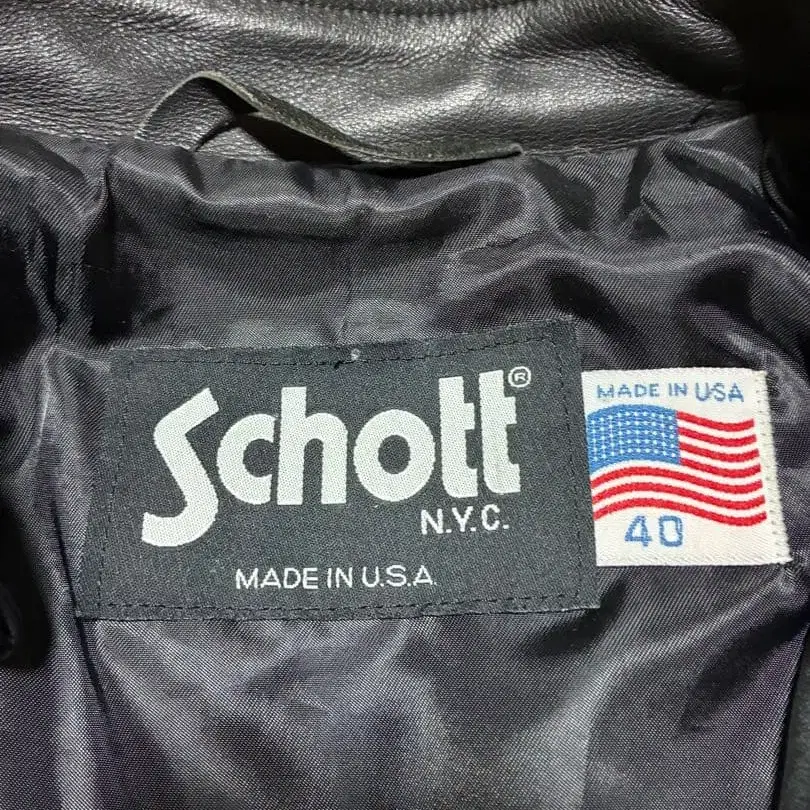 Schott®
N.Y.C.
MADE IN U.S.A.
MADE IN USA
40